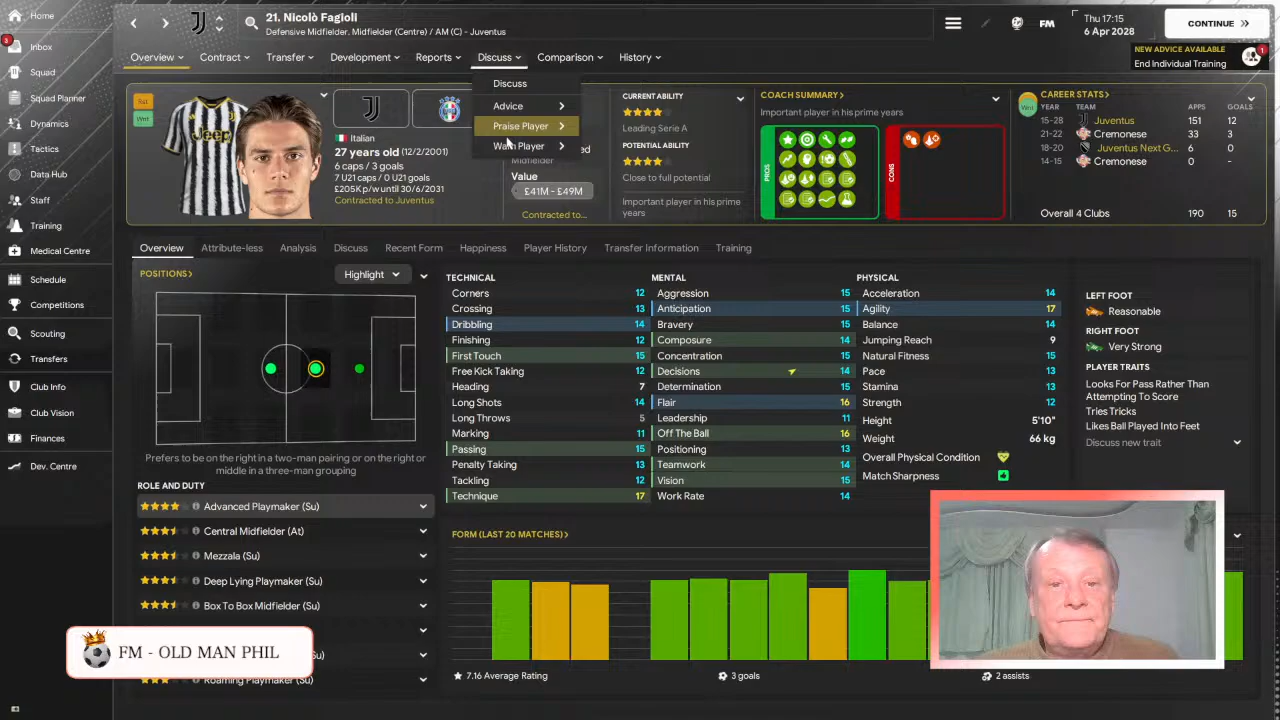 Home
3
Inbox
Squad
Squad Planner
Dynamics
Tactics
Data Hub
Staff
Training
Medical Centre
Schedule
Competitions
Scouting
Transfers
Club Info
Club Vision
Finances
Dev. Centre
21. Nicolò Fagioli
Defensive Midfielder, Midfielder (Centre) / AM (C) - Juventus
FM
Thu 17:15
6 Apr 2028
CONTINUE
Overview
Contract
Transfer
Development
Reports
Discuss
Comparison
History
NEW ADVICE AVAILABLE
End Individual Training
1
Discuss
Advice
Praise Player
Player
Rst
Wnt
Jeep
Italian
27 years old (12/2/2001)
6 caps / 3 goals
7 U21 caps / 0 U21 goals
£205K p/w until 30/6/2031
Contracted to Juventus
Midfielder
Value
£41M - £49M
Contracted to...
CURRENT ABILITY
Leading Serie A
POTENTIAL ABILITY
Close to full potential
Important player in his prime
years
COACH SUMMARY
Important player in his prime years
PROS
CONS
Wnt
CAREER STATS
YEAR TEAM APPS GOALS
15-28 Juventus 151 12
21-22 Cremonese 33 3
18-20 Juventus Next G... 6 0
14-15 Cremonese 0 -
Overall 4 Clubs 190 15
Overview
Attribute-less
Analysis
Discuss
Recent Form
Happiness
Player History
Transfer Information
Training
POSITIONS
Highlight
Prefers to be on the right in a two-man pairing or on the right or
middle in a three-man grouping
ROLE AND DUTY
Advanced Playmaker (Su)
Central Midfielder (At)
Mezzala (Su)
Deep Lying Playmaker (Su)
Box To Box Midfielder (Su)
Roaming Playmaker (Su)
TECHNICAL
Corners 12
Crossing 13
Dribbling 14
Finishing 12
First Touch 15
Free Kick Taking 12
Heading 7
Long Shots 14
Long Throws 5
Marking 11
Passing 15
Penalty Taking 13
Tackling 12
Technique 17
MENTAL
Aggression 15
Anticipation 15
Bravery 15
Composure 14
Concentration 15
Decisions 14
Determination 15
Flair 16
Leadership 11
Off The Ball 16
Positioning 13
Teamwork 14
Vision 15
Work Rate 14
PHYSICAL
Acceleration 14
Agility 17
Balance 14
Jumping Reach 9
Natural Fitness 15
Pace 13
Stamina 13
Strength 12
Height 5'10"
Weight 66 kg
Overall Physical Condition
Match Sharpness
LEFT FOOT
Reasonable
RIGHT FOOT
Very Strong
PLAYER TRAITS
Looks For Pass Rather Than
Attempting To Score
Tries Tricks
Likes Ball Played Into Feet
Discuss new trait
FORM (LAST 20 MATCHES)
7.16 Average Rating
3 goals
2 assists
FM - OLD MAN PHIL